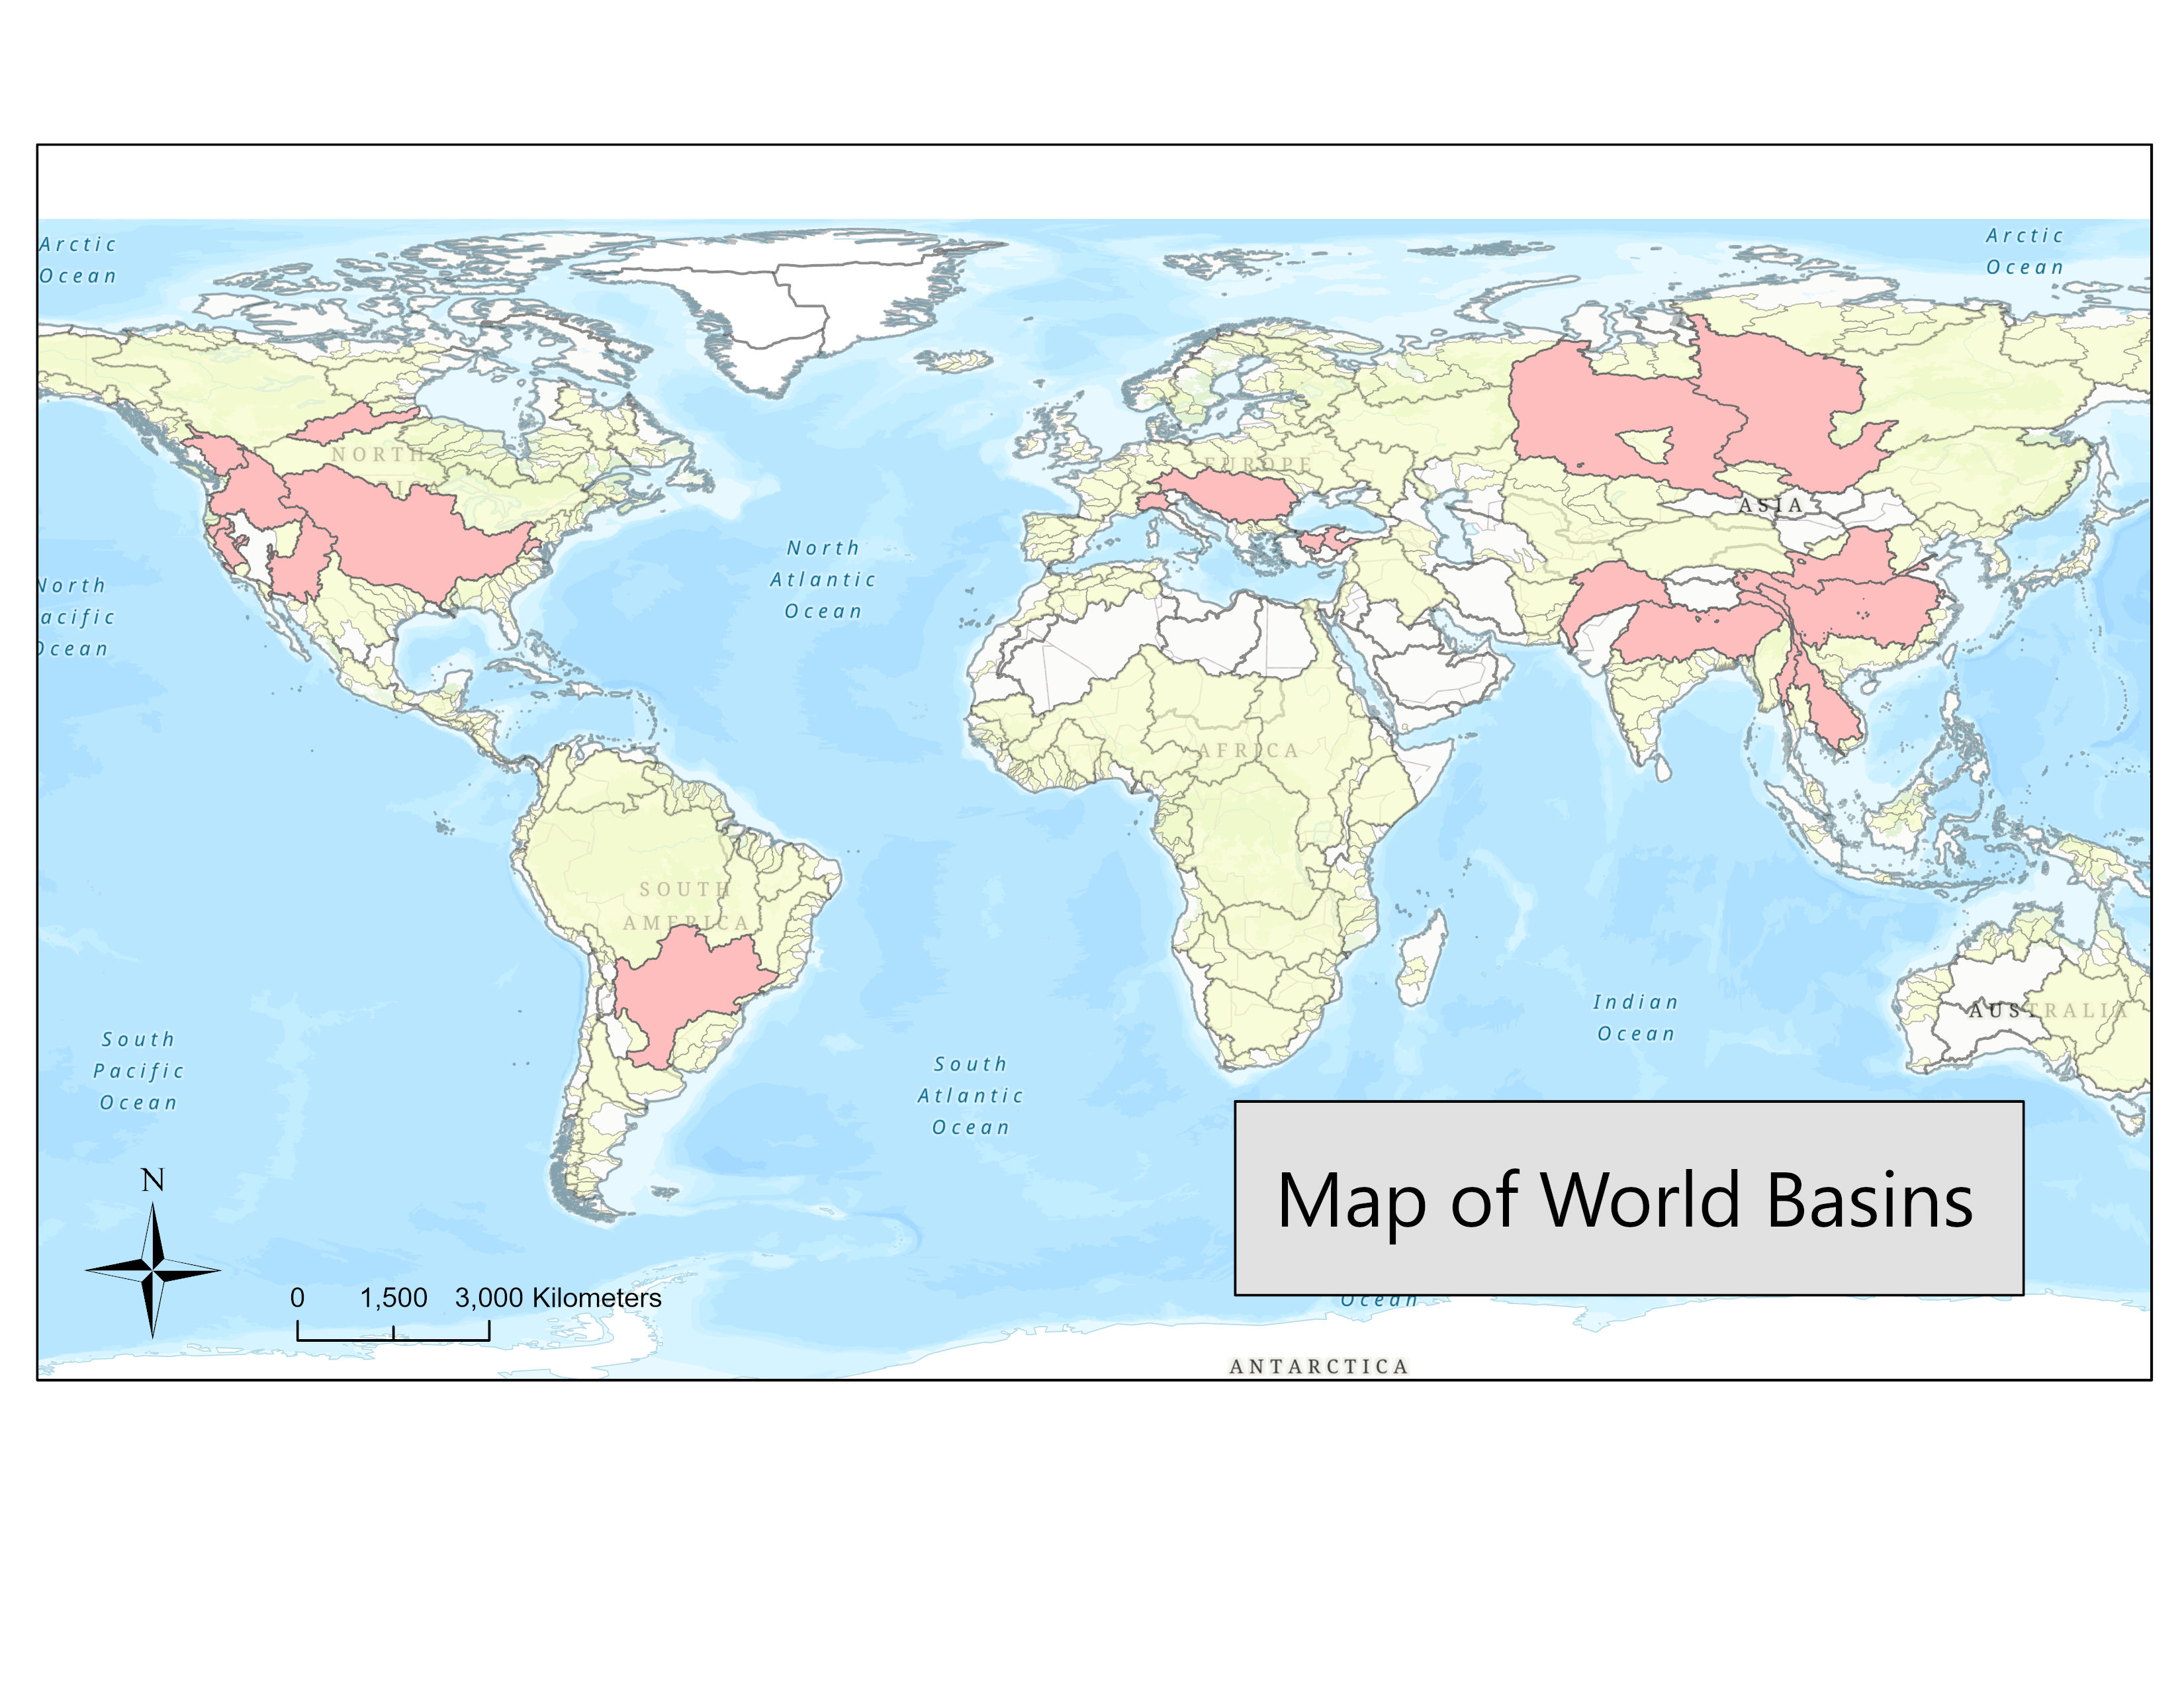 Arctic
Ocean
Arctic
Ocean
NORTH
EUROPE
ASIA
North
Atlantic
Ocean
North
acific
Ocean
AFRICA
SOUTH
AMERICA
Indian
Ocean
AUSTRALIA
South
Pacific
Ocean
South
Atlantic
Ocean
Map of World Basins
N
0 1,500 3,000 Kilometers
Ocean
ANTARCTICA